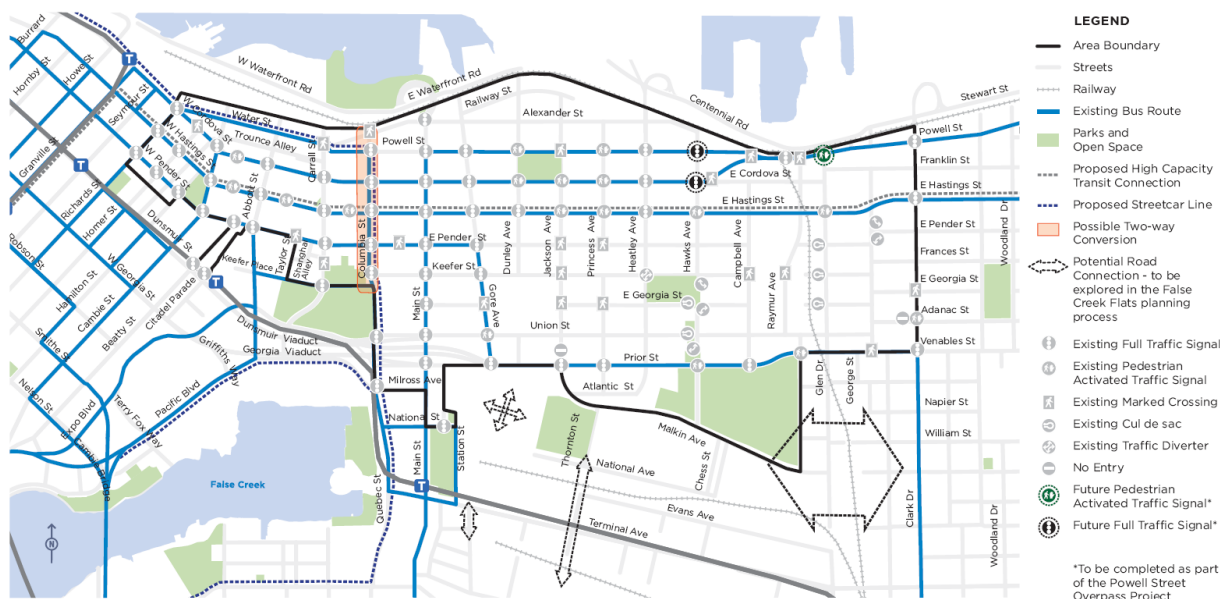 Burrard
Hornby St
Howe St
Seymour St
Granville St
W Cordova St
Water St
W Hastings St
Trounce Alley
W Pender St
Richards St
Homer St
Dunsmuir St
Abbott St
Carrall St
Taylor St
Shanghai Alley
Keefer Place
Columbia St
Robson St
Hamilton St
Cambie St
W Georgia St
Beatty St
Citadel Parade
Smithe St
Nelson St
Expo Blvd
Terry Fox Way
Pacific Blvd
Griffiths Way
Cambie Bridge
Dunsmuir Viaduct
Georgia Viaduct
False Creek
N
T
T
T
T
W Waterfront Rd
E Waterfront Rd
Railway St
Alexander St
Centennial Rd
Stewart St
Powell St
Powell St
E Cordova St
Franklin St
E Hastings St
E Hastings St
E Pender St
E Pender St
Keefer St
Frances St
E Georgia St
E Georgia St
Union St
Adanac St
Prior St
Venables St
Main St
Gore Ave
Dunley Ave
Jackson Ave
Princess Ave
Heatley Ave
Hawks Ave
Campbell Ave
Raymur Ave
Glen Dr
George St
Woodland Dr
Milross Ave
Atlantic St
National St
Station St
Main St
Quebec St
Thornton St
Malkin Ave
National Ave
Chess St
Evans Ave
Terminal Ave
Napier St
William St
Clark Dr
Woodland Dr
LEGEND
Area Boundary
Streets
Railway
Existing Bus Route
Parks and
Open Space
Proposed High Capacity
Transit Connection
Proposed Streetcar Line
Possible Two-way
Conversion
Potential Road
Connection - to be
explored in the False
Creek Flats planning
process
Existing Full Traffic Signal
Existing Pedestrian
Activated Traffic Signal
Existing Marked Crossing
Existing Cul de sac
Existing Traffic Diverter
No Entry
Future Pedestrian
Activated Traffic Signal*
Future Full Traffic Signal*
*To be completed as part
of the Powell Street
Overpass Project